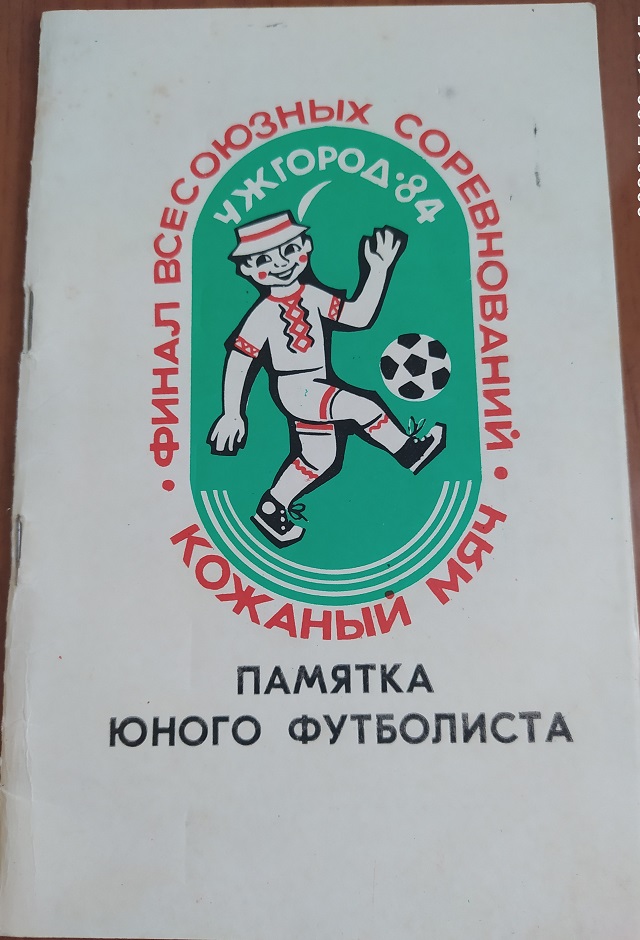 • ФИНАЛ ВСЕСОЮЗНЫХ СОРЕВНОВАНИЙ •
УЖГОРОД·84
КОЖАНЫЙ МЯЧ
ПАМЯТКА
ЮНОГО ФУТБОЛИСТА